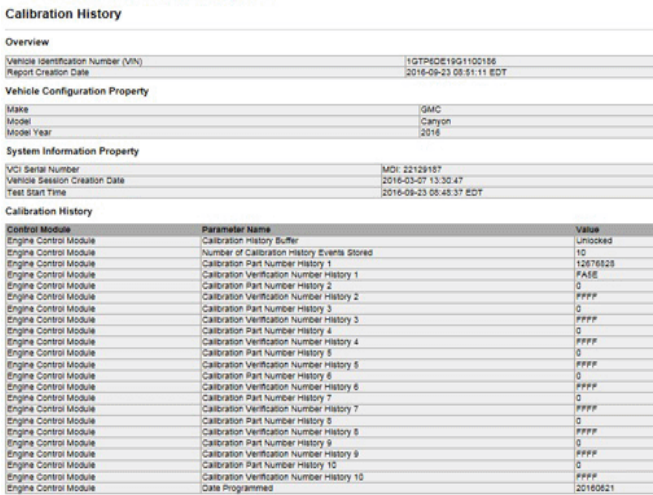 Calibration History
Overview
Vehicle Identification Number (VIN) 1GTP6DE19G1100186
Report Creation Date 2016-09-23 08:51:11 EDT
Vehicle Configuration Property
Make GMC
Model Canyon
Model Year 2016
System Information Property
VCI Serial Number MDI: 22129187
Vehicle Session Creation Date 2016-03-07 13:30:47
Test Start Time 2016-09-23 08:48:37 EDT
Calibration History
Control Module Parameter Name Value
Engine Control Module Calibration History Buffer Unlocked
Engine Control Module Number of Calibration History Events Stored 10
Engine Control Module Calibration Part Number History 1 12676828
Engine Control Module Calibration Verification Number History 1 FA5E
Engine Control Module Calibration Part Number History 2 0
Engine Control Module Calibration Verification Number History 2 FFFF
Engine Control Module Calibration Part Number History 3 0
Engine Control Module Calibration Verification Number History 3 FFFF
Engine Control Module Calibration Part Number History 4 0
Engine Control Module Calibration Verification Number History 4 FFFF
Engine Control Module Calibration Part Number History 5 0
Engine Control Module Calibration Verification Number History 5 FFFF
Engine Control Module Calibration Part Number History 6 0
Engine Control Module Calibration Verification Number History 6 FFFF
Engine Control Module Calibration Part Number History 7 0
Engine Control Module Calibration Verification Number History 7 FFFF
Engine Control Module Calibration Part Number History 8 0
Engine Control Module Calibration Verification Number History 8 FFFF
Engine Control Module Calibration Part Number History 9 0
Engine Control Module Calibration Verification Number History 9 FFFF
Engine Control Module Calibration Part Number History 10 0
Engine Control Module Calibration Verification Number History 10 FFFF
Engine Control Module Date Programmed 20160621